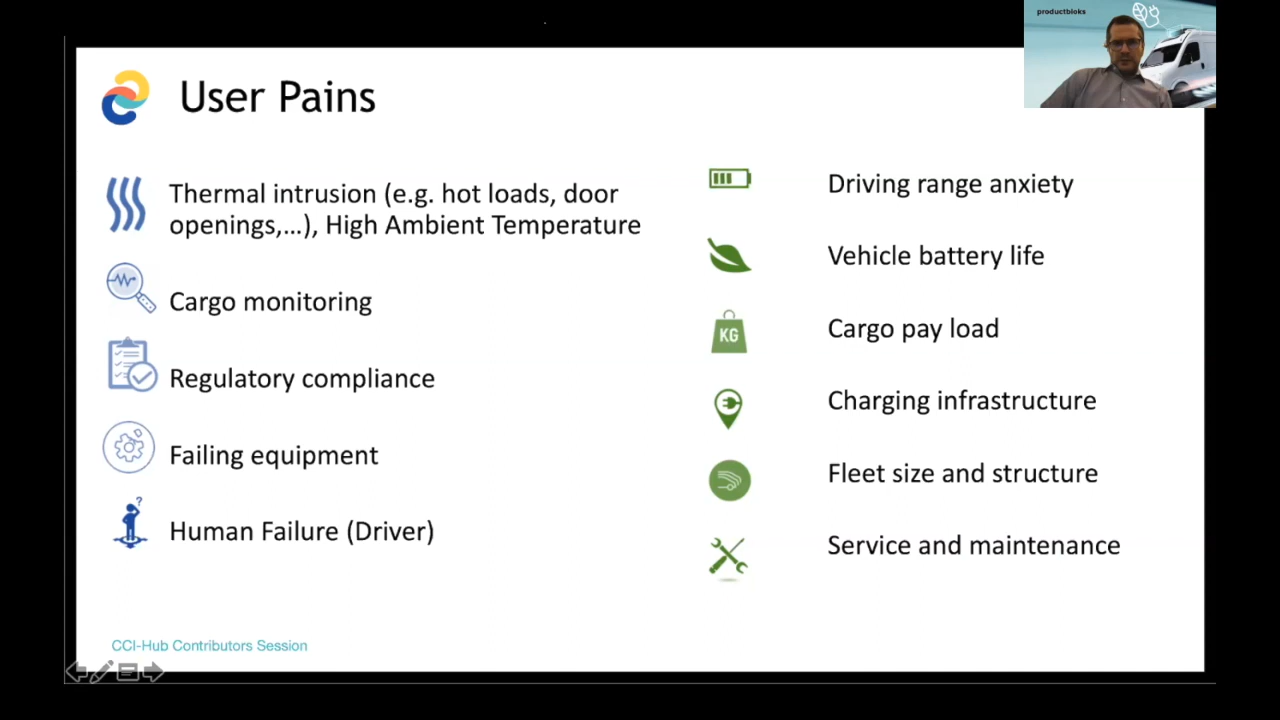 productbloks
User Pains
Thermal intrusion (e.g. hot loads, door
openings,...), High Ambient Temperature
Cargo monitoring
Regulatory compliance
Failing equipment
Human Failure (Driver)
Driving range anxiety
Vehicle battery life
KG
Cargo pay load
Charging infrastructure
Fleet size and structure
Service and maintenance
CCI-Hub Contributors Session